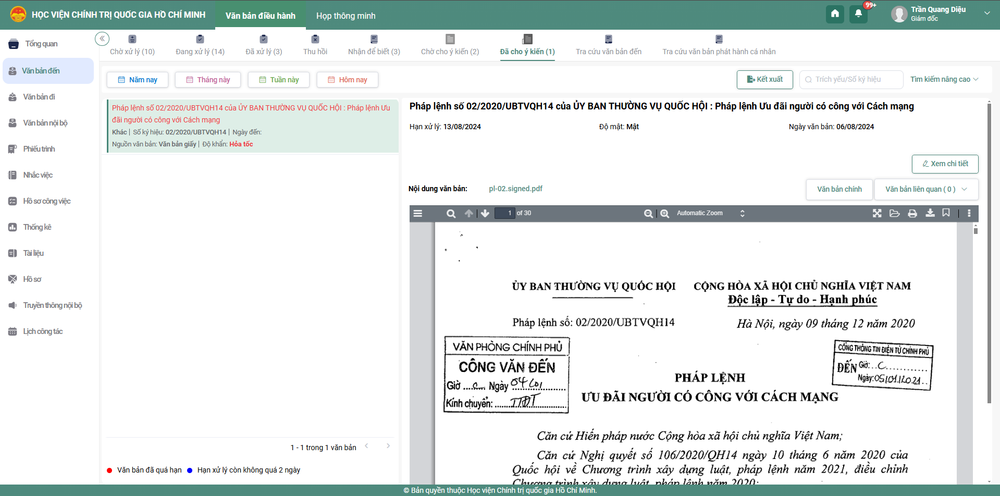 HỌC VIỆN CHÍNH TRỊ QUỐC GIA HỒ CHÍ MINH
Văn bản điều hành
Họp thông minh
99+
Trần Quang Diệu
Giám đốc
Tổng quan
Văn bản đến
Văn bản đi
Văn bản nội bộ
Phiếu trình
Nhắc việc
Hồ sơ công việc
Thống kê
Tài liệu
Hồ sơ
Truyền thông nội bộ
Lịch công tác
Chờ xử lý (10)
Đang xử lý (14)
Đã xử lý (3)
Thu hồi
Nhận để biết (3)
Chờ cho ý kiến (2)
Đã cho ý kiến (1)
Tra cứu văn bản đến
Tra cứu văn bản phát hành cá nhân
Năm nay
Tháng này
Tuần này
Hôm nay
Kết xuất
Trích yếu/Số ký hiệu
Tìm kiếm nâng cao
Pháp lệnh số 02/2020/UBTVQH14 của ỦY BAN THƯỜNG VỤ QUỐC HỘI : Pháp lệnh Ưu
đãi người có công với Cách mạng
Khác | Số ký hiệu: 02/2020/UBTVQH14 | Ngày đến:
Nguồn văn bản: Văn bản giấy | Độ khẩn: Hỏa tốc
1 - 1 trong 1 văn bản
Văn bản đã quá hạn
Hạn xử lý còn không quá 2 ngày
Pháp lệnh số 02/2020/UBTVQH14 của ỦY BAN THƯỜNG VỤ QUỐC HỘI : Pháp lệnh Ưu đãi người có công với Cách mạng
Hạn xử lý: 13/08/2024
Độ mật: Mật
Ngày văn bản: 06/08/2024
Xem chi tiết
Nội dung văn bản:
pl-02.signed.pdf
Văn bản chính
Văn bản liên quan ( 0 )
1 of 30
Automatic Zoom
ỦY BAN THƯỜNG VỤ QUỐC HỘI
CỘNG HÒA XÃ HỘI CHỦ NGHĨA VIỆT NAM
Độc lập - Tự do - Hạnh phúc
Pháp lệnh số: 02/2020/UBTVQH14
Hà Nội, ngày 09 tháng 12 năm 2020
VĂN PHÒNG CHÍNH PHỦ
CÔNG VĂN ĐẾN
Giờ ....C.... Ngày 04/01
Kính chuyển: TTĐT
CỔNG THÔNG TIN ĐIỆN TỬ CHÍNH PHỦ
ĐẾN Giờ: ..C
Ngày: 05/01/2021
PHÁP LỆNH
ƯU ĐÃI NGƯỜI CÓ CÔNG VỚI CÁCH MẠNG
Căn cứ Hiến pháp nước Cộng hòa xã hội chủ nghĩa Việt Nam;
Căn cứ Nghị quyết số 106/2020/QH14 ngày 10 tháng 6 năm 2020 của
Quốc hội về Chương trình xây dựng luật, pháp lệnh năm 2021, điều chỉnh
Chương trình xây dựng luật, pháp lệnh năm 2020;
© Bản quyền thuộc Học viện Chính trị quốc gia Hồ Chí Minh.